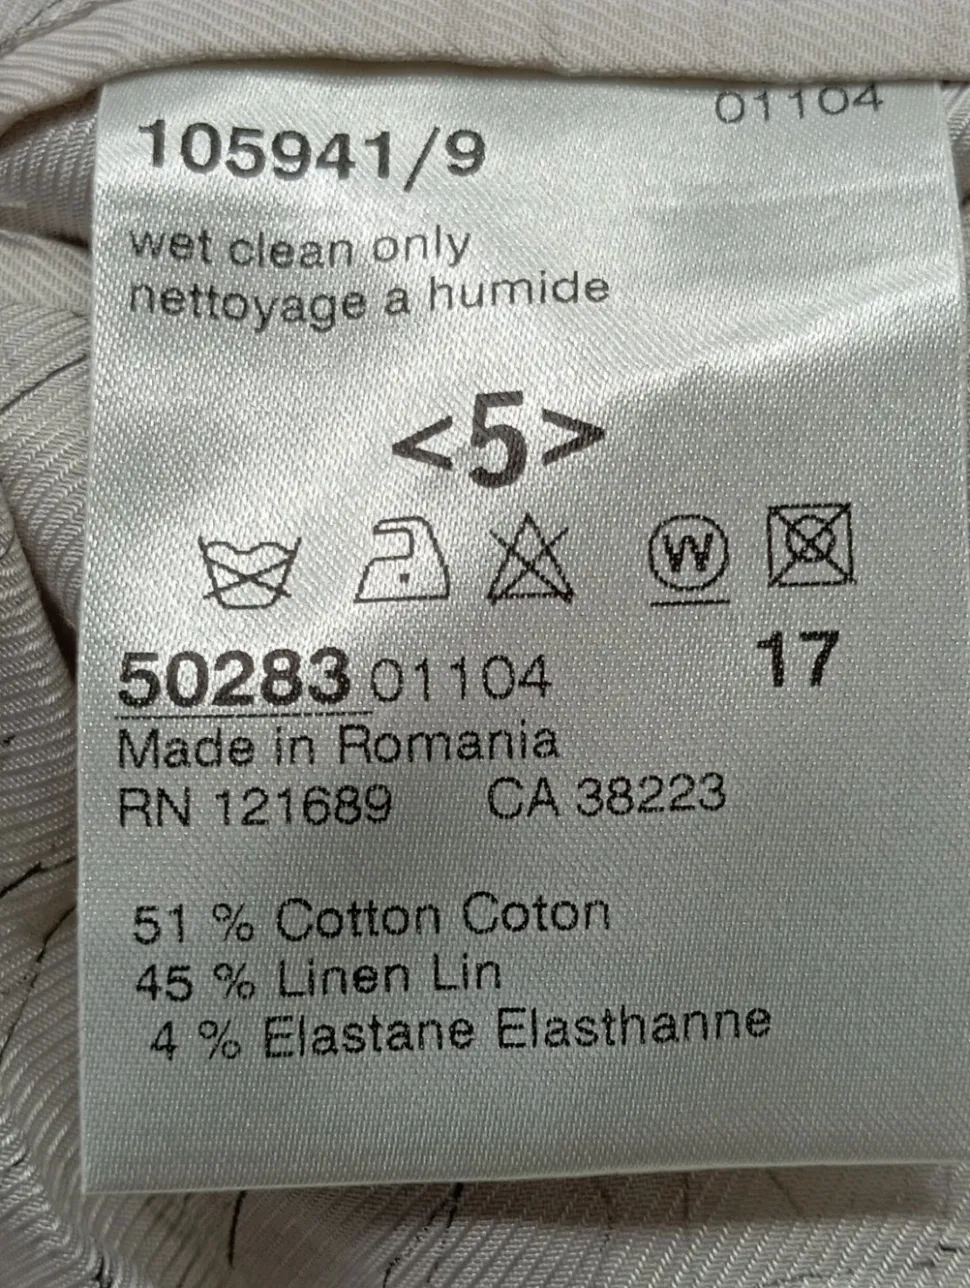 01104
105941/9
wet clean only
nettoyage a humide
<5>
W
50283 01104 17
Made in Romania
RN 121689 CA 38223
51 % Cotton Coton
45 % Linen Lin
4 % Elastane Elasthanne